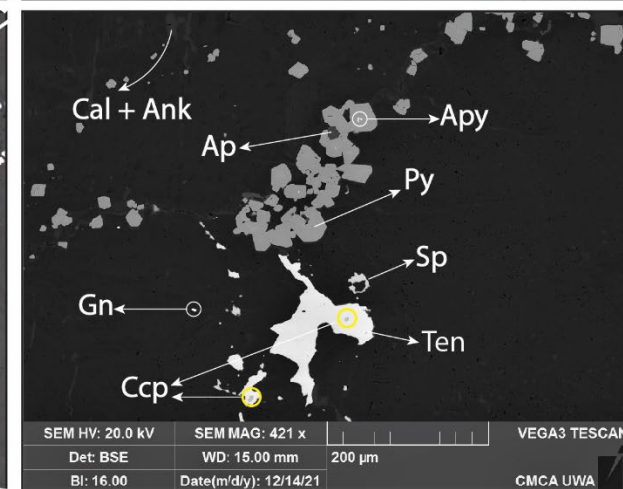 Cal + Ank
Ap
Apy
Py
Sp
Gn
Ten
Ccp
SEM HV: 20.0 kV
SEM MAG: 421 x
VEGA3 TESCAN
Det: BSE
WD: 15.00 mm
200 µm
BI: 16.00
Date(m/d/y): 12/14/21
CMCA UWA